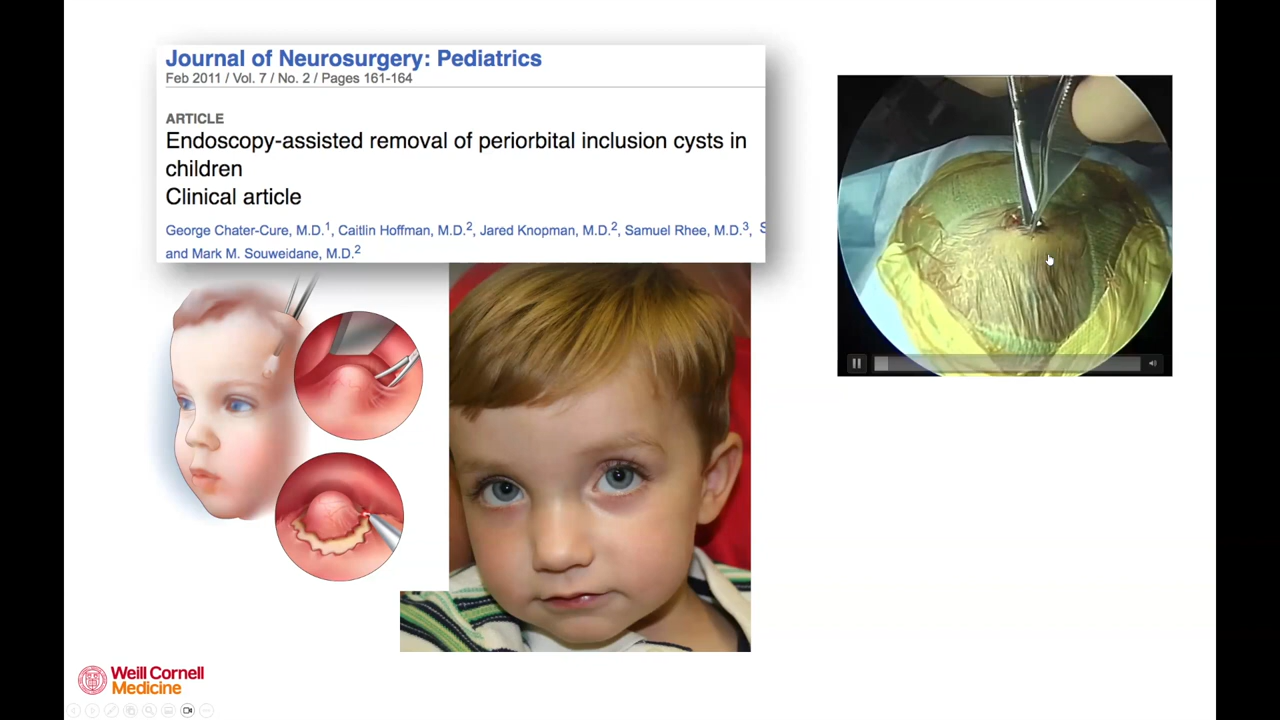 Journal of Neurosurgery: Pediatrics
Feb 2011 / Vol. 7 / No. 2 / Pages 161-164
ARTICLE
Endoscopy-assisted removal of periorbital inclusion cysts in
children
Clinical article
George Chater-Cure, M.D.1, Caitlin Hoffman, M.D.2, Jared Knopman, M.D.2, Samuel Rhee, M.D.3, S
and Mark M. Souweidane, M.D.2
Weill Cornell
Medicine